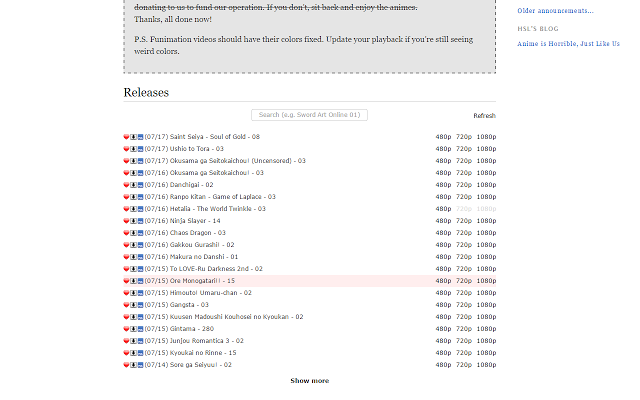 donating to us to fund our operation. If you don't, sit back and enjoy the animes.
Thanks, all done now!
P.S. Funimation videos should have their colors fixed. Update your playback if you're still seeing
weird colors.
Older announcements...
HSL'S BLOG
Anime is Horrible, Just Like Us
Releases
Search (e.g. Sword Art Online 01)
Refresh
(07/17) Saint Seiya - Soul of Gold - 08 480p 720p 1080p
(07/17) Ushio to Tora - 03 480p 720p 1080p
(07/17) Okusama ga Seitokaichou! (Uncensored) - 03 480p 720p 1080p
(07/16) Okusama ga Seitokaichou! - 03 480p 720p 1080p
(07/16) Danchigai - 02 480p 720p 1080p
(07/16) Ranpo Kitan - Game of Laplace - 03 480p 720p 1080p
(07/16) Hetalia - The World Twinkle - 03 480p 720p 1080p
(07/16) Ninja Slayer - 14 480p 720p 1080p
(07/16) Chaos Dragon - 03 480p 720p 1080p
(07/16) Gakkou Gurashi! - 02 480p 720p 1080p
(07/16) Makura no Danshi - 01 480p 720p 1080p
(07/15) To LOVE-Ru Darkness 2nd - 02 480p 720p 1080p
(07/15) Ore Monogatari!! - 15 480p 720p 1080p
(07/15) Himouto! Umaru-chan - 02 480p 720p 1080p
(07/15) Gangsta - 03 480p 720p 1080p
(07/15) Kuusen Madoushi Kouhosei no Kyoukan - 02 480p 720p 1080p
(07/15) Gintama - 280 480p 720p 1080p
(07/15) Junjou Romantica 3 - 02 480p 720p 1080p
(07/15) Kyoukai no Rinne - 15 480p 720p 1080p
(07/14) Sore ga Seiyuu! - 02 480p 720p 1080p
Show more